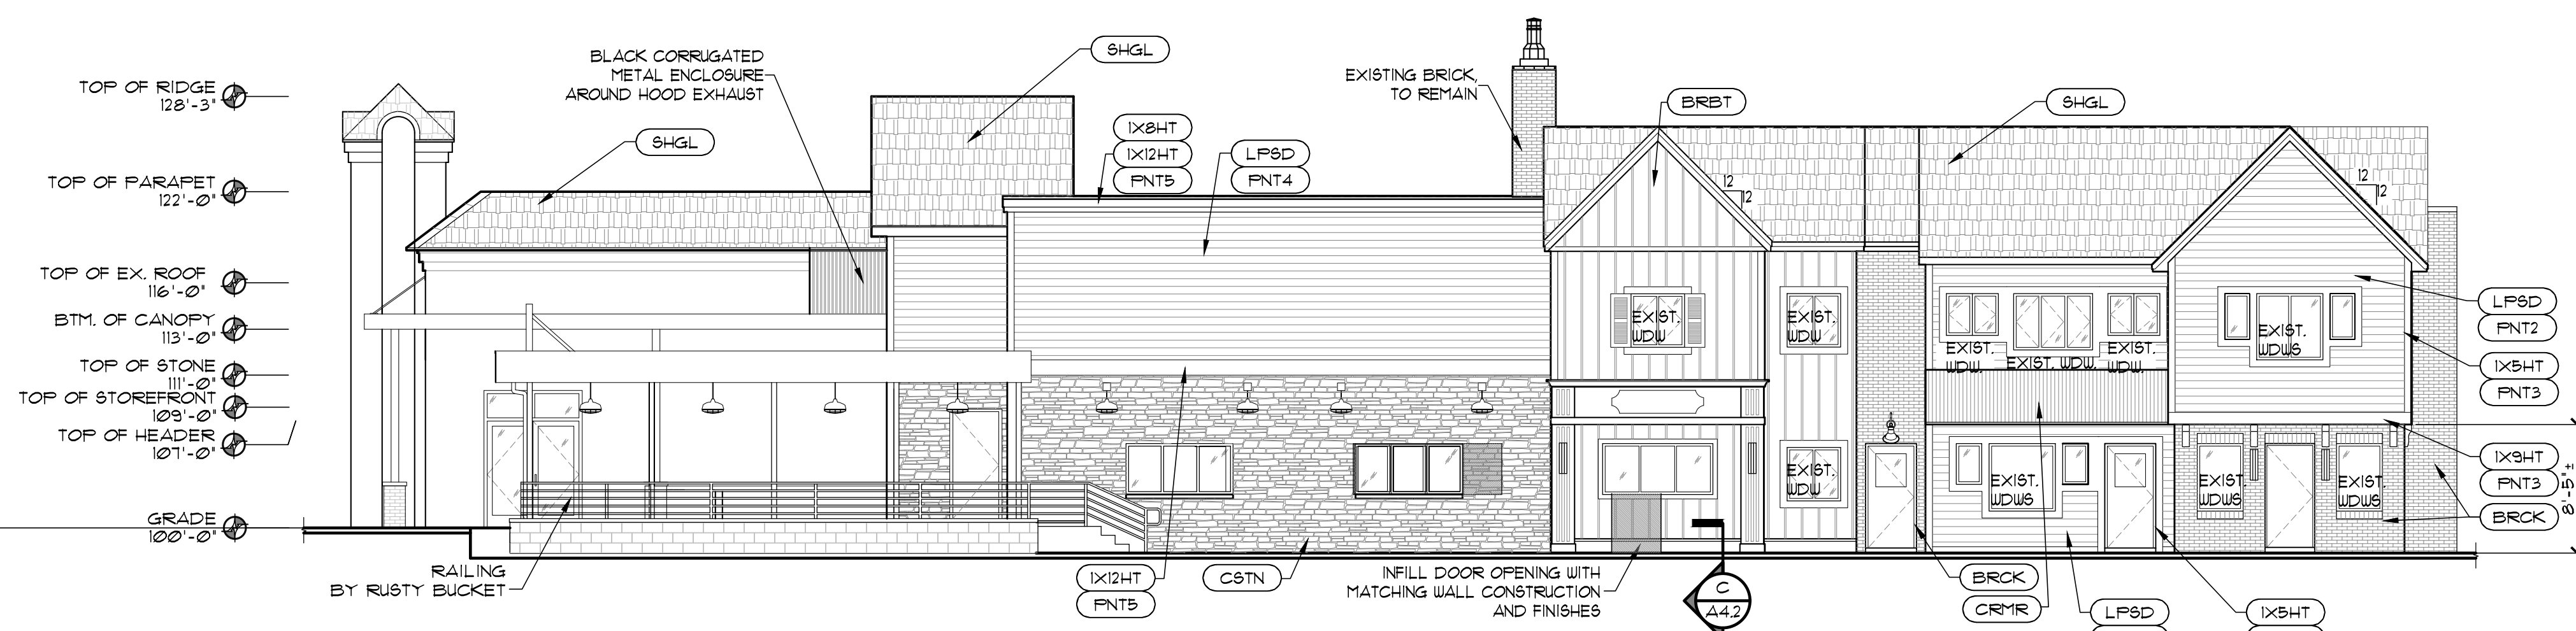 TOP OF RIDGE
128'-3"
TOP OF PARAPET
122'-0"
TOP OF EX. ROOF
116'-0"
BTM. OF CANOPY
113'-0"
TOP OF STONE
111'-0"
TOP OF STOREFRONT
109'-0"
TOP OF HEADER
107'-0"
GRADE
100'-0"
BLACK CORRUGATED
METAL ENCLOSURE
AROUND HOOD EXHAUST
SHGL
SHGL
1X8HT
1X12HT
PNT5
LPSD
PNT4
EXISTING BRICK,
TO REMAIN
BRBT
SHGL
12
12
12
12
EXIST.
WDW
EXIST.
WDW
EXIST.
WDW.
EXIST. WDW.
EXIST.
WDW.
EXIST.
WDWS
EXIST.
WDW
EXIST.
WDWS
EXIST.
WDWS
EXIST.
WDWS
LPSD
PNT2
1X5HT
PNT3
1X9HT
PNT3
BRCK
8'-5"±
RAILING
BY RUSTY BUCKET
1X12HT
PNT5
CSTN
INFILL DOOR OPENING WITH
MATCHING WALL CONSTRUCTION
AND FINISHES
C
A4.2
BRCK
CRMR
LPSD
1X5HT